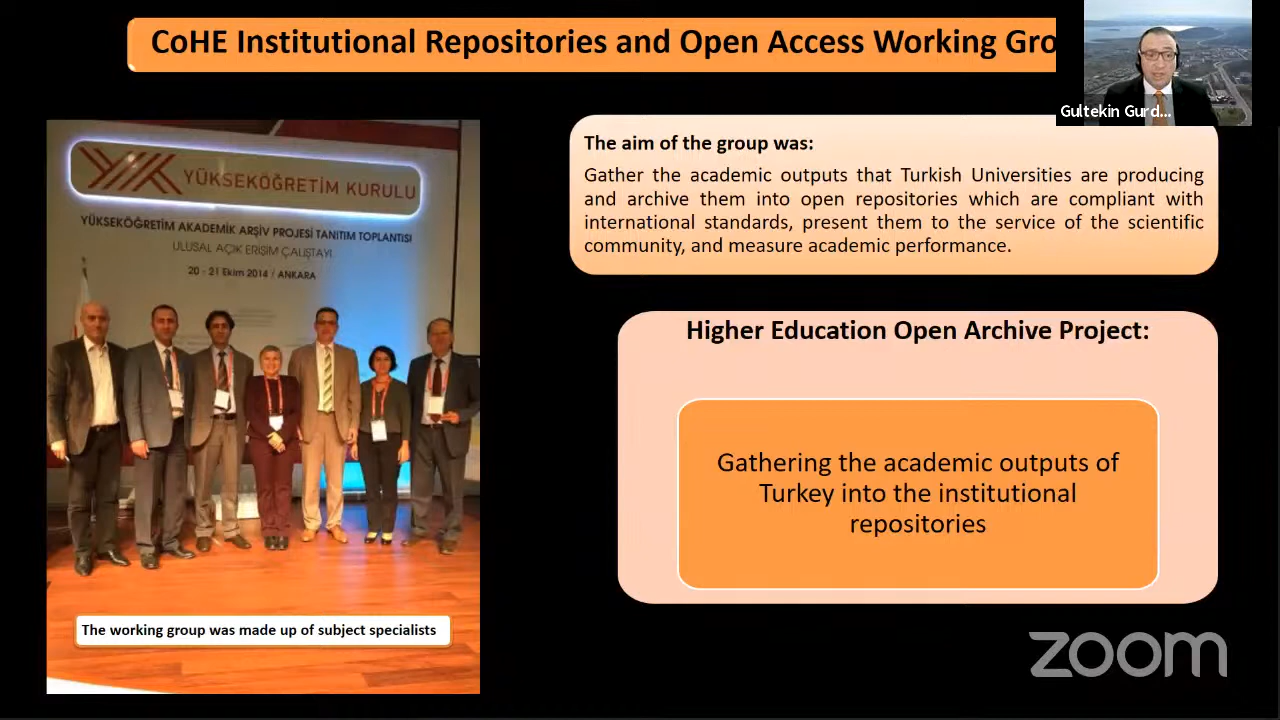 CoHE Institutional Repositories and Open Access Working Gro
Gultekin Gurd...
YÜKSEKÖĞRETİM KURULU
YÜKSEKÖĞRETİM AKADEMİK ARŞİV PROJESİ TANITIM TOPLANTISI
ULUSAL AÇIK ERİŞİM ÇALIŞTAYI
20 - 21 Ekim 2014 / ANKARA
The working group was made up of subject specialists
The aim of the group was:
Gather the academic outputs that Turkish Universities are producing
and archive them into open repositories which are compliant with
international standards, present them to the service of the scientific
community, and measure academic performance.
Higher Education Open Archive Project:
Gathering the academic outputs of
Turkey into the institutional
repositories
zoom